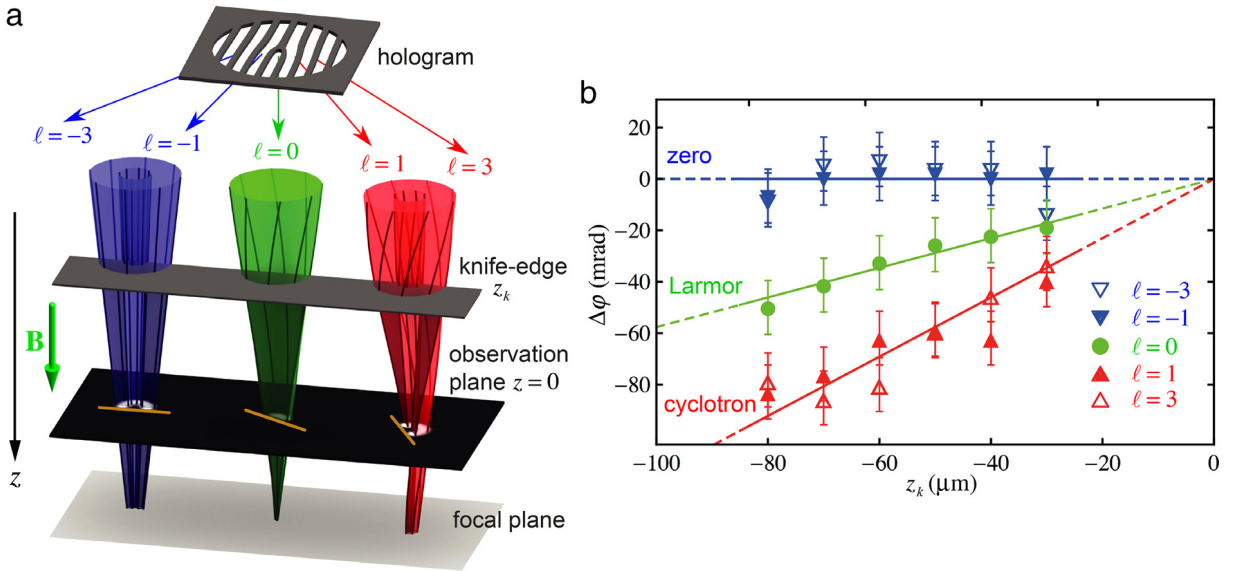 a
hologram
ℓ = −3
ℓ = −1
ℓ = 0
ℓ = 1
ℓ = 3
knife-edge
z_k
B
observation
plane z = 0
z
focal plane
b
20
0
−20
−40
−60
−80
Δφ (mrad)
zero
Larmor
cyclotron
ℓ = −3
ℓ = −1
ℓ = 0
ℓ = 1
ℓ = 3
−100 −80 −60 −40 −20 0
z_k (μm)